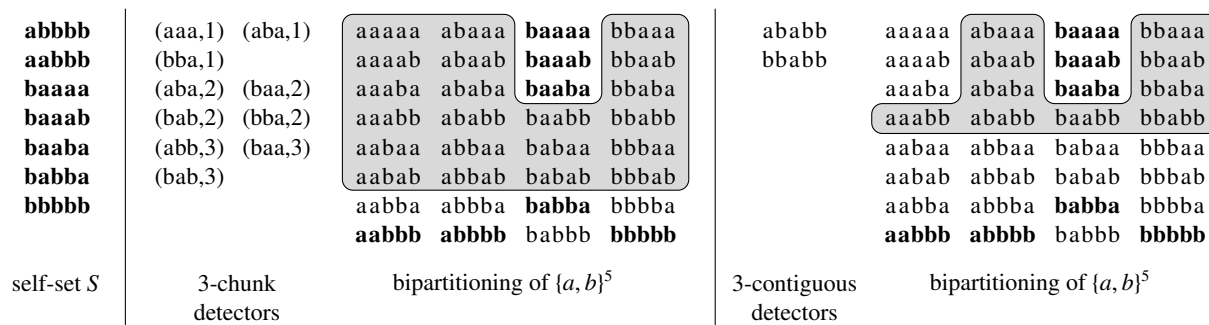 abbbb (aaa,1) (aba,1) aaaaa abaaa baaaa bbaaa ababb aaaaa abaaa baaaa bbaaa
aabbb (bba,1) aaaab abaab baaab bbaab bbabb aaaab abaab baaab bbaab
baaaa (aba,2) (baa,2) aaaba ababa baaba bbaba aaaba ababa baaba bbaba
baaab (bab,2) (bba,2) aaabb ababb baabb bbabb aaabb ababb baabb bbabb
baaba (abb,3) (baa,3) aabaa abbaa babaa bbbaa aabaa abbaa babaa bbbaa
babba (bab,3) aabab abbab babab bbbab aabab abbab babab bbbab
bbbbb aabba abbba babba bbbba aabba abbba babba bbbba
aabbb abbbb babbb bbbbb aabbb abbbb babbb bbbbb
self-set S 3-chunk bipartitioning of {a, b}⁵ 3-contiguous bipartitioning of {a, b}⁵
detectors detectors